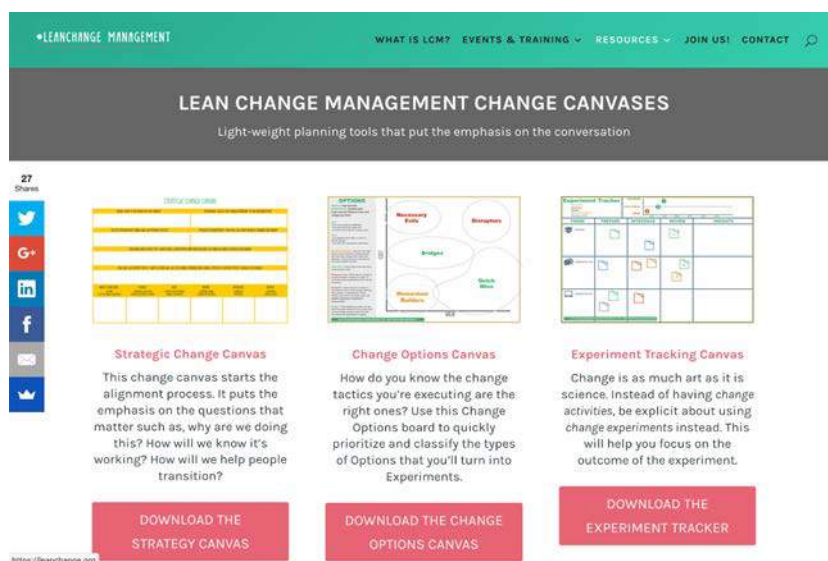 LEANCHANGE MANAGEMENT
WHAT IS LCM? EVENTS & TRAINING RESOURCES JOIN US! CONTACT
LEAN CHANGE MANAGEMENT CHANGE CANVASES
Light-weight planning tools that put the emphasis on the conversation
27
Shares
G+
in
f
STRATEGIC CHANGE CANVAS
OPTIONS
Necessary
Evils
Disruptors
Bridges
Quick
Wins
Momentum
Builders
Experiment Tracker
Strategic Change Canvas
This change canvas starts the
alignment process. It puts the
emphasis on the questions that
matter such as, why are we doing
this? How will we know it's
working? How will we help people
transition?
DOWNLOAD THE
STRATEGY CANVAS
Change Options Canvas
How do you know the change
tactics you're executing are the
right ones? Use this Change
Options board to quickly
prioritize and classify the types
of Options that you'll turn into
Experiments.
DOWNLOAD THE CHANGE
OPTIONS CANVAS
Experiment Tracking Canvas
Change is as much art as it is
science. Instead of having change
activities, be explicit about using
change experiments instead. This
will help you focus on the
outcome of the experiment.
DOWNLOAD THE
EXPERIMENT TRACKER
https://leanchange.org